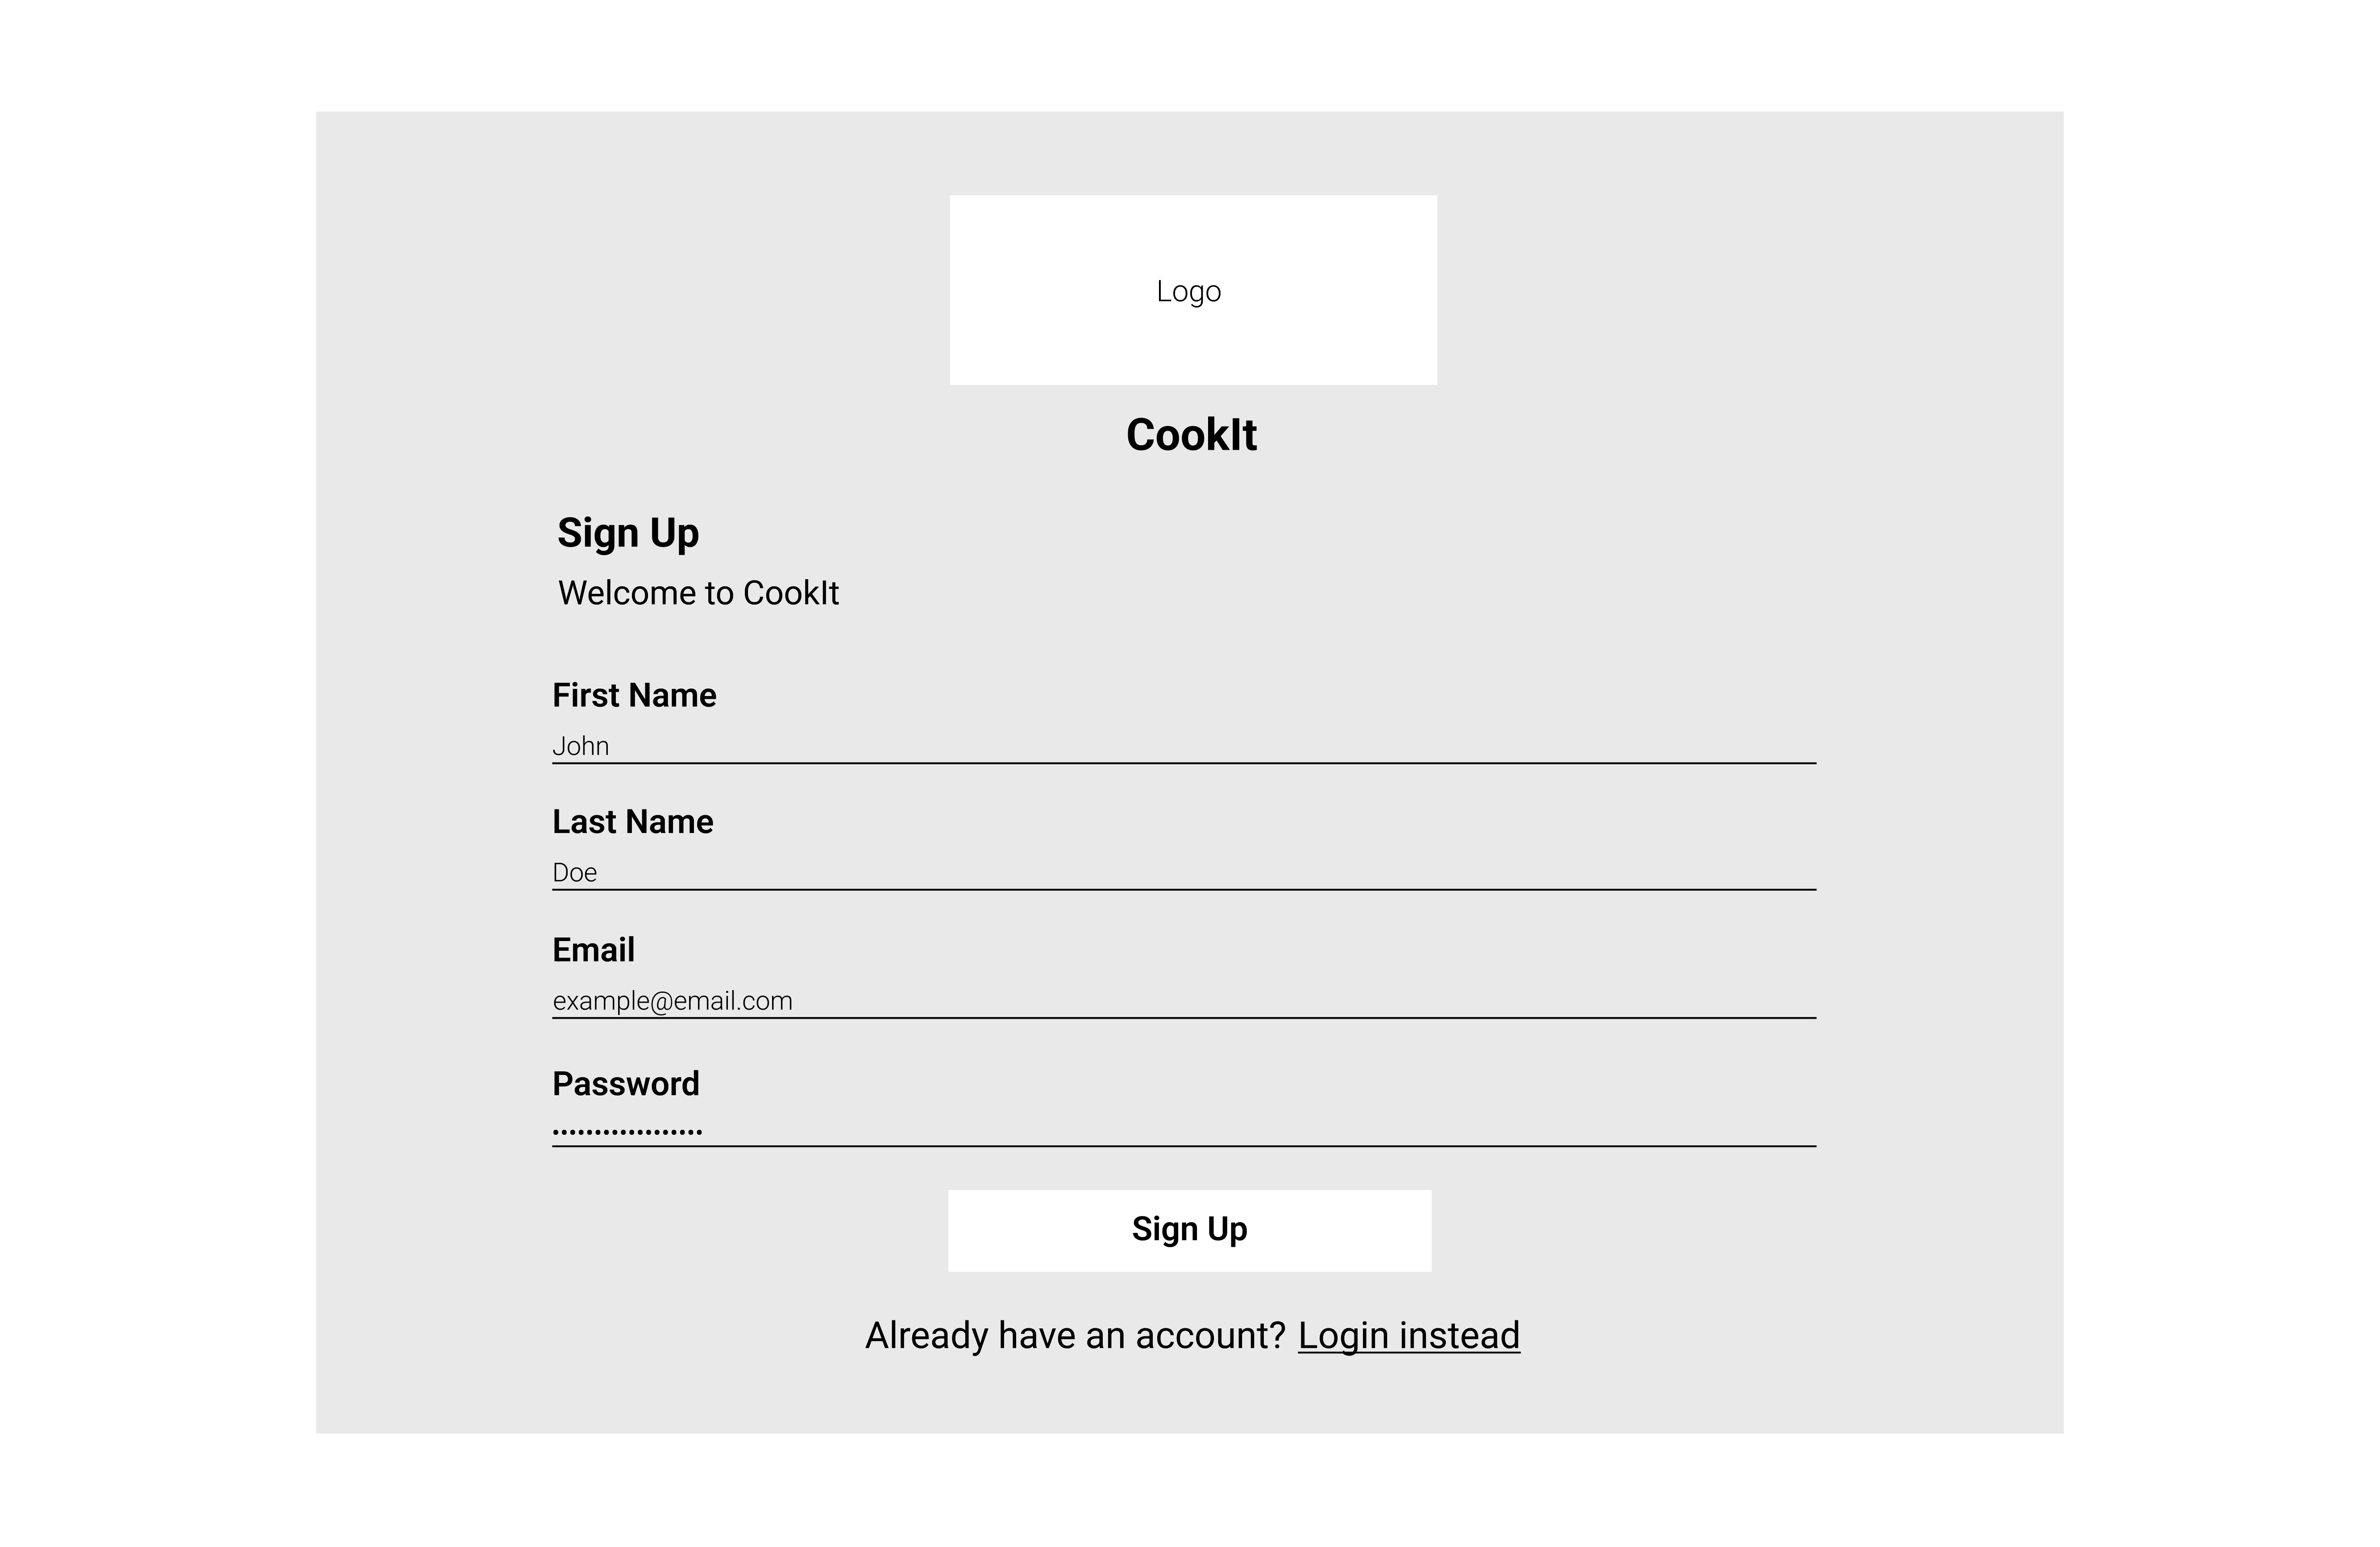 Logo
CookIt
Sign Up
Welcome to CookIt
First Name
John
Last Name
Doe
Email
example@email.com
Password
••••••••••••••••••
Sign Up
Already have an account? Login instead